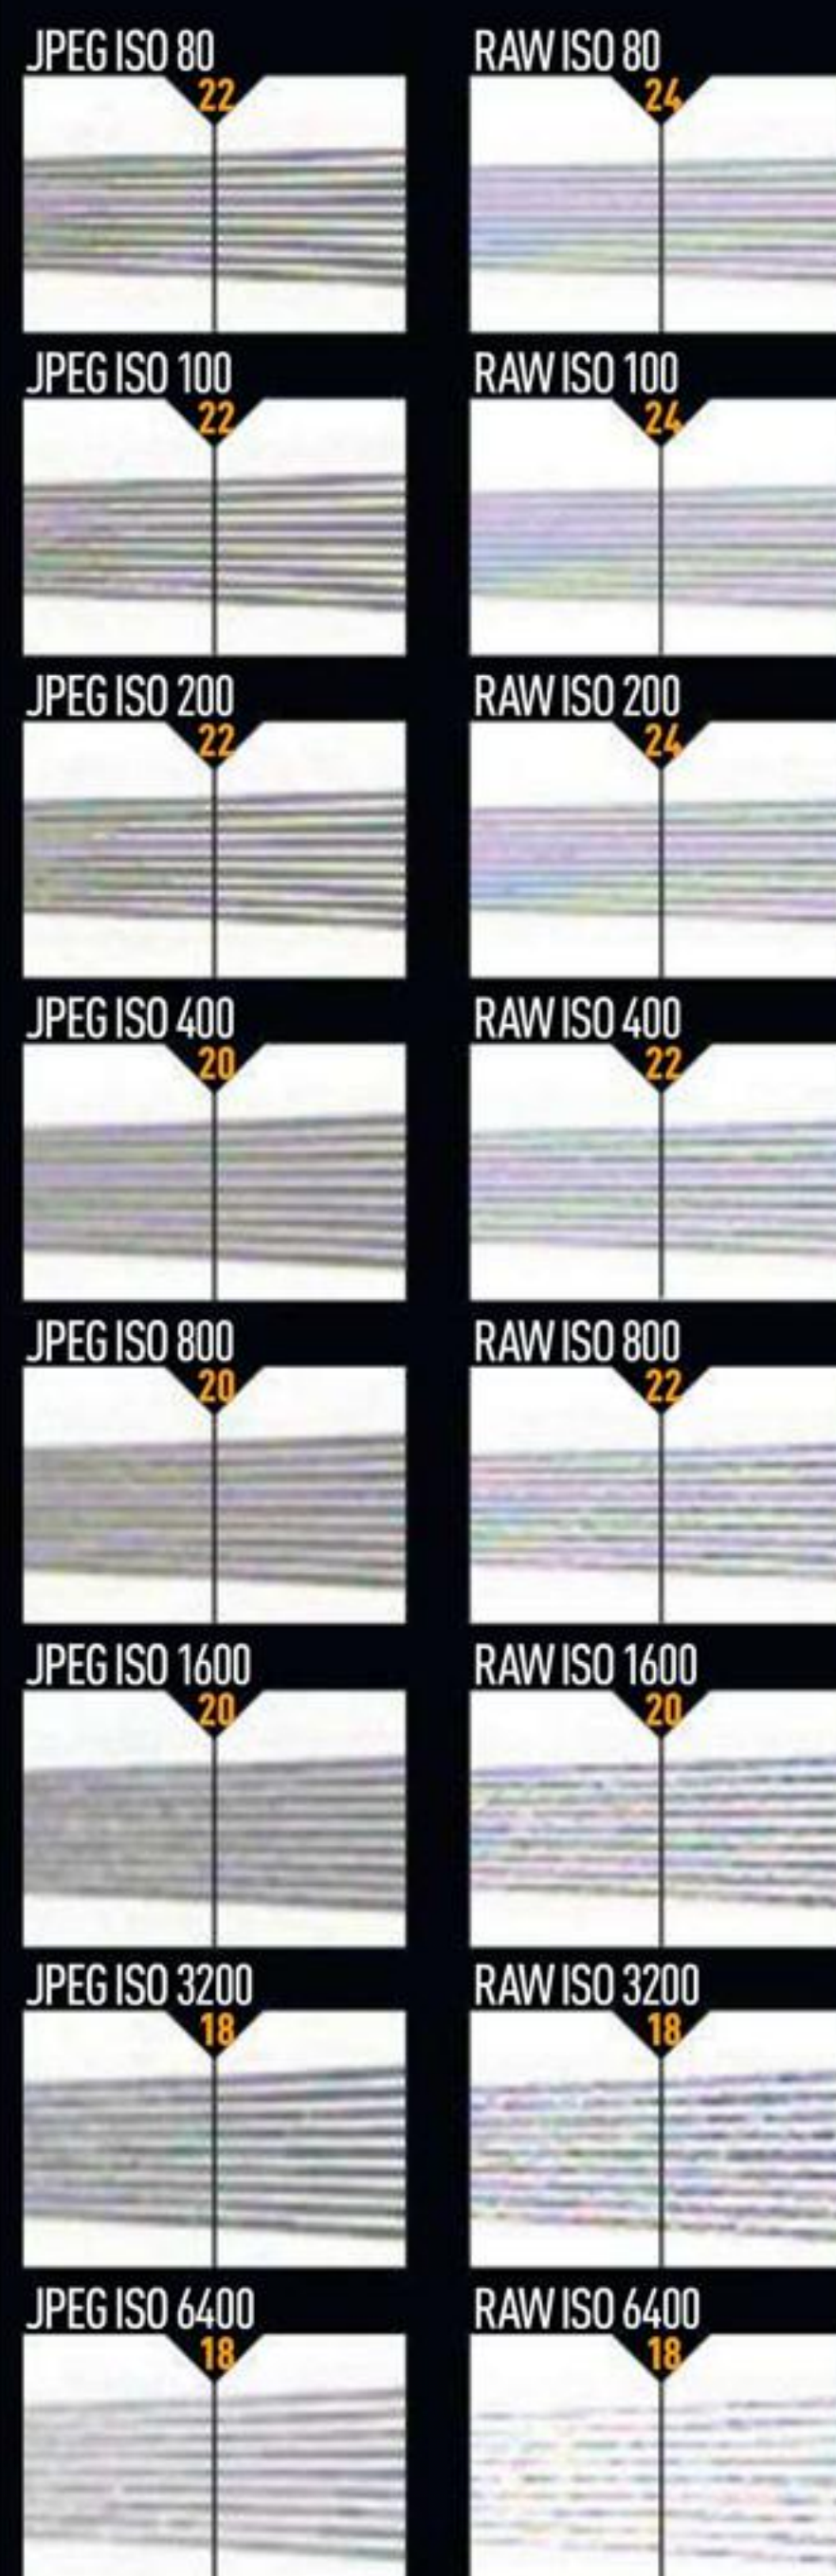 JPEG ISO 80 RAW ISO 80
22 24
JPEG ISO 100 RAW ISO 100
22 24
JPEG ISO 200 RAW ISO 200
22 24
JPEG ISO 400 RAW ISO 400
20 22
JPEG ISO 800 RAW ISO 800
20 22
JPEG ISO 1600 RAW ISO 1600
20 20
JPEG ISO 3200 RAW ISO 3200
18 18
JPEG ISO 6400 RAW ISO 6400
18 18